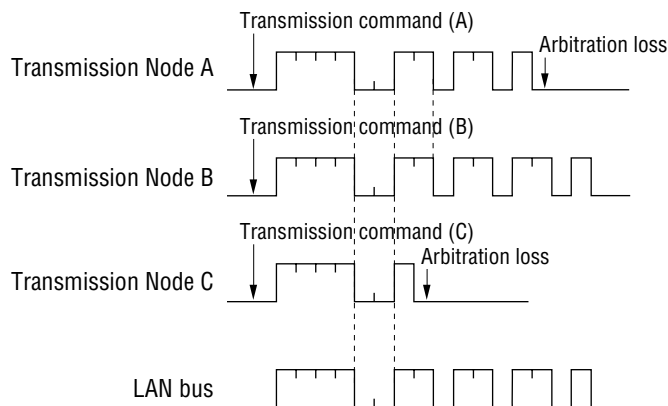 Transmission command (A)
Arbitration loss
Transmission Node A
Transmission command (B)
Transmission Node B
Transmission command (C)
Arbitration loss
Transmission Node C
LAN bus